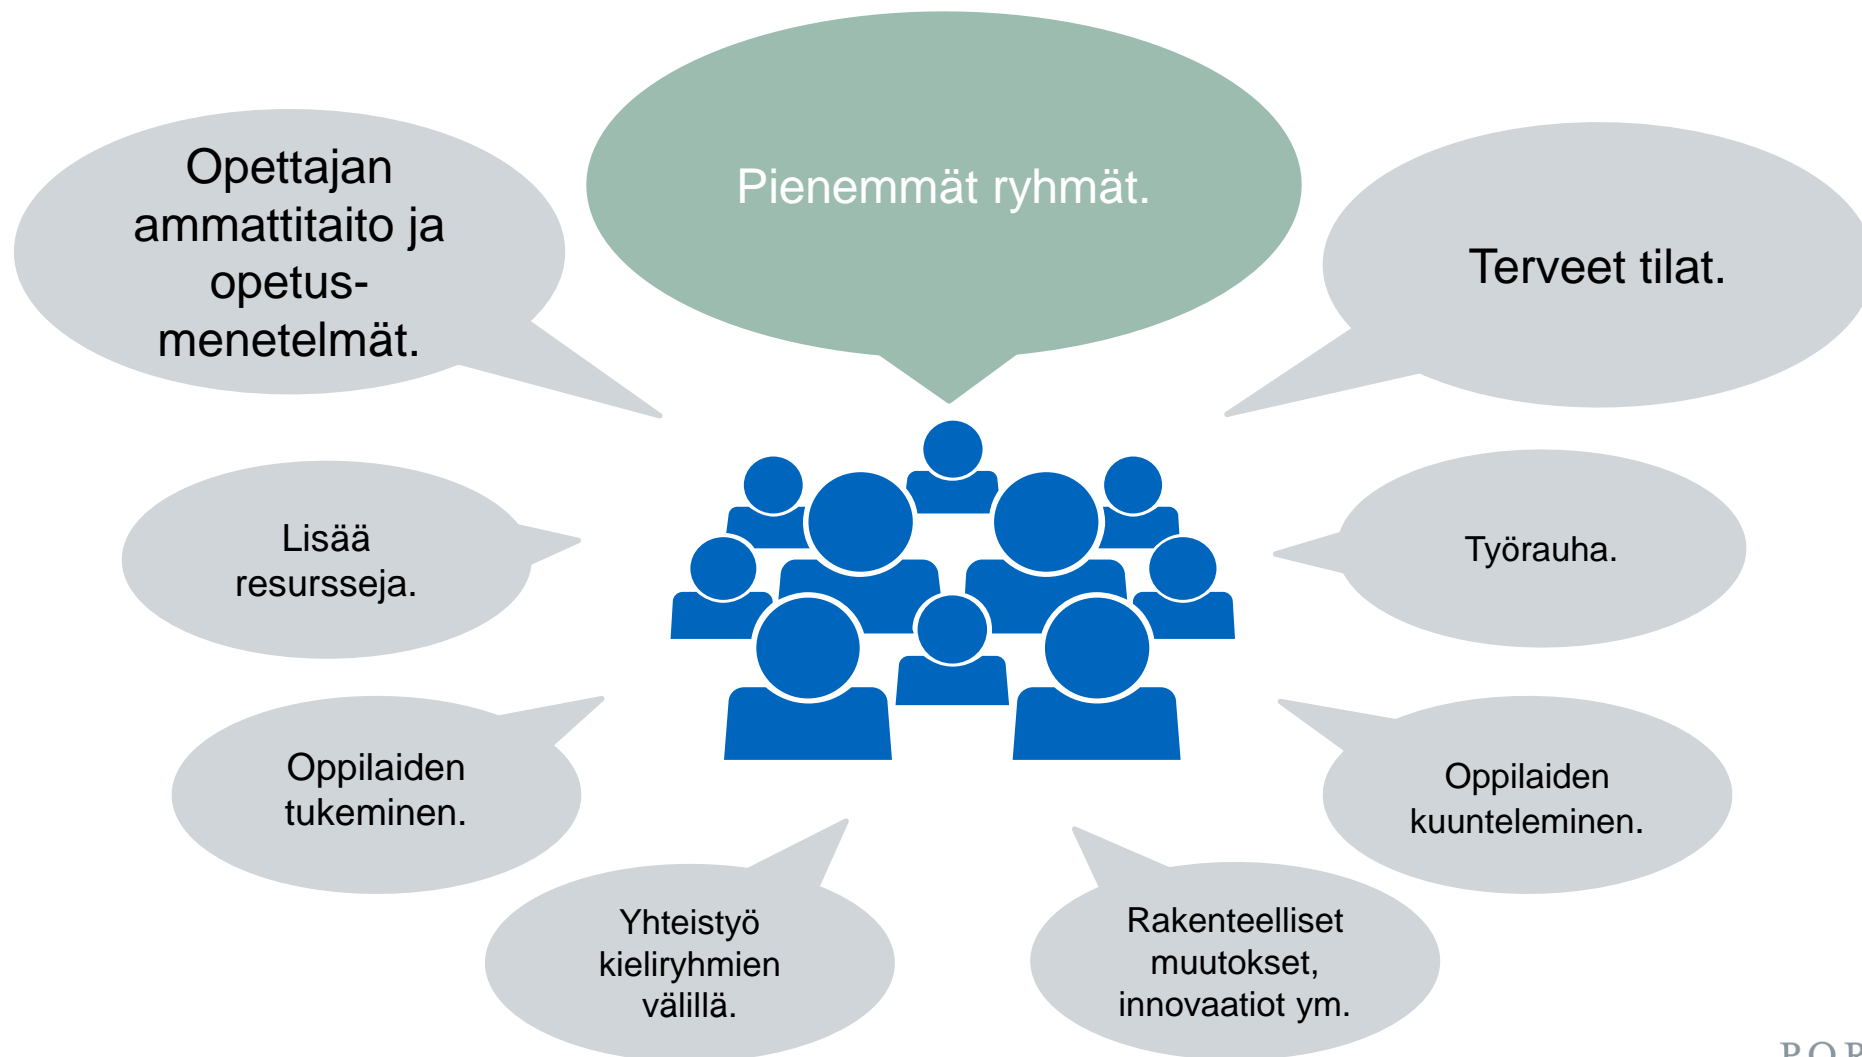 Pienemmät ryhmät.
Opettajan
ammattitaito ja
opetus-
menetelmät.
Terveet tilat.
Lisää
resursseja.
Työrauha.
Oppilaiden
tukeminen.
Oppilaiden
kuunteleminen.
Yhteistyö
kieliryhmien
välillä.
Rakenteelliset
muutokset,
innovaatiot ym.